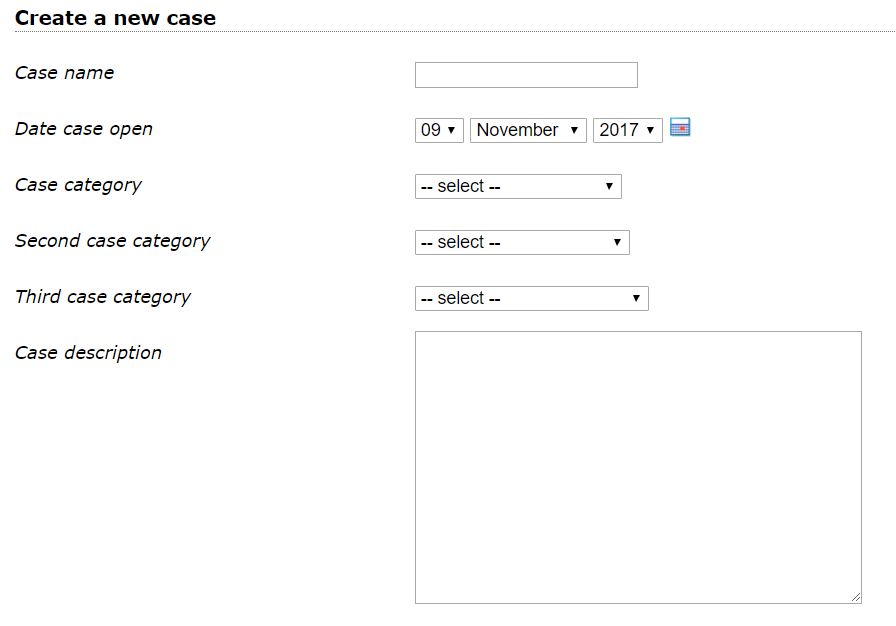 Create a new case
Case name
Date case open 09 November 2017
Case category -- select --
Second case category -- select --
Third case category -- select --
Case description